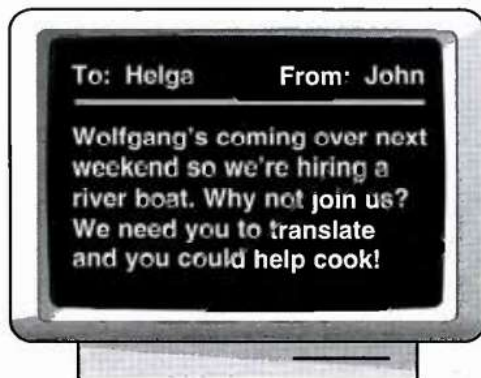 To: Helga From: John
Wolfgang's coming over next
weekend so we're hiring a
river boat. Why not join us?
We need you to translate
and you could help cook!